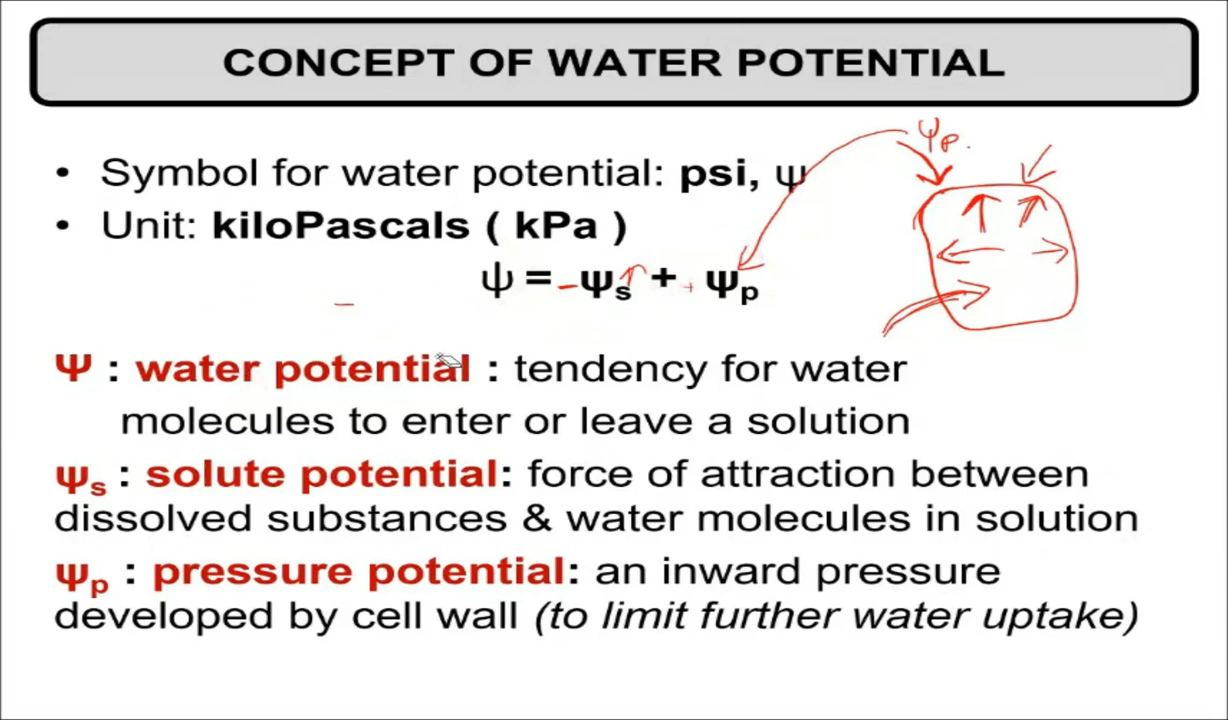 CONCEPT OF WATER POTENTIAL
ψp.
• Symbol for water potential: psi, ψ
• Unit: kiloPascals ( kPa )
ψ = -ψs↑ + + ψp
Ψ : water potential : tendency for water
molecules to enter or leave a solution
ψs : solute potential: force of attraction between
dissolved substances & water molecules in solution
ψp : pressure potential: an inward pressure
developed by cell wall (to limit further water uptake)